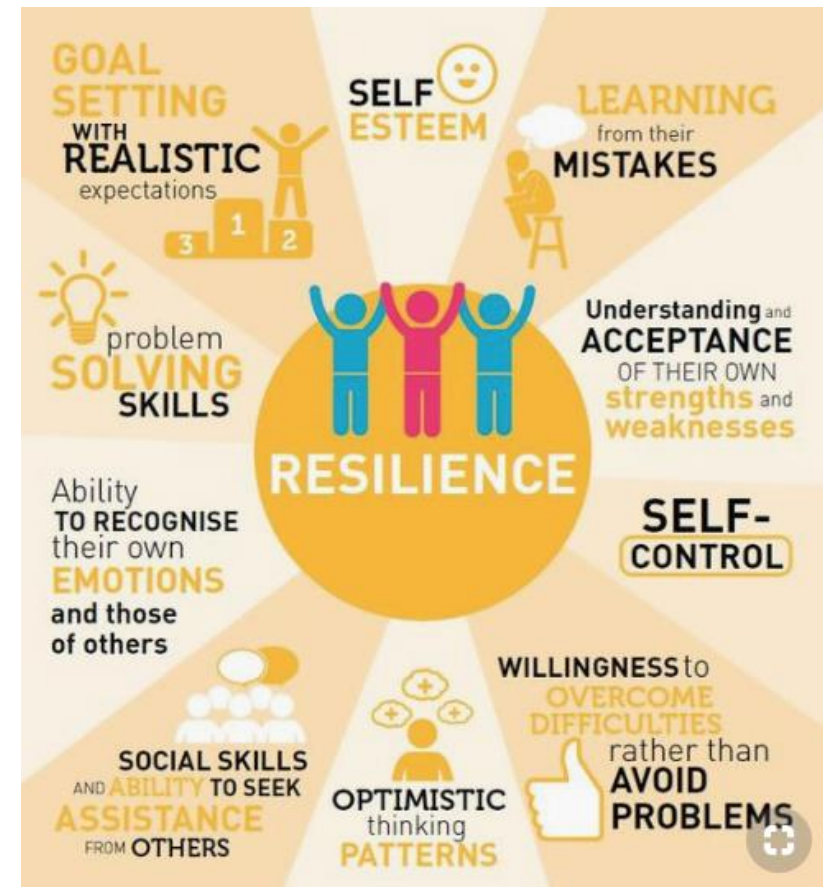 GOAL
SETTING
WITH
REALISTIC
expectations
1
2
3
SELF
ESTEEM
LEARNING
from their
MISTAKES
Understanding and
ACCEPTANCE
OF THEIR OWN
strengths and
weaknesses
SELF-
CONTROL
WILLINGNESS to
OVERCOME
DIFFICULTIES
rather than
AVOID
PROBLEMS
OPTIMISTIC
thinking
PATTERNS
SOCIAL SKILLS
AND ABILITY TO SEEK
ASSISTANCE
FROM OTHERS
Ability
TO RECOGNISE
their own
EMOTIONS
and those
of others
problem
SOLVING
SKILLS
RESILIENCE